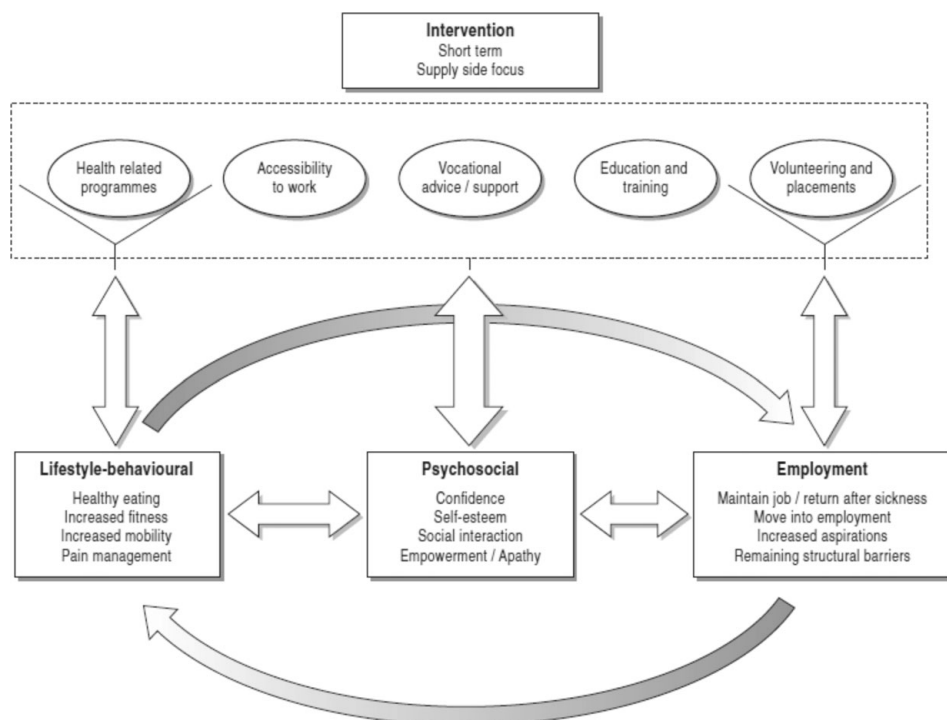 Intervention
Short term
Supply side focus
Health related
programmes
Accessibility
to work
Vocational
advice / support
Education and
training
Volunteering and
placements
Lifestyle-behavioural
Healthy eating
Increased fitness
Increased mobility
Pain management
Psychosocial
Confidence
Self-esteem
Social interaction
Empowerment / Apathy
Employment
Maintain job / return after sickness
Move into employment
Increased aspirations
Remaining structural barriers